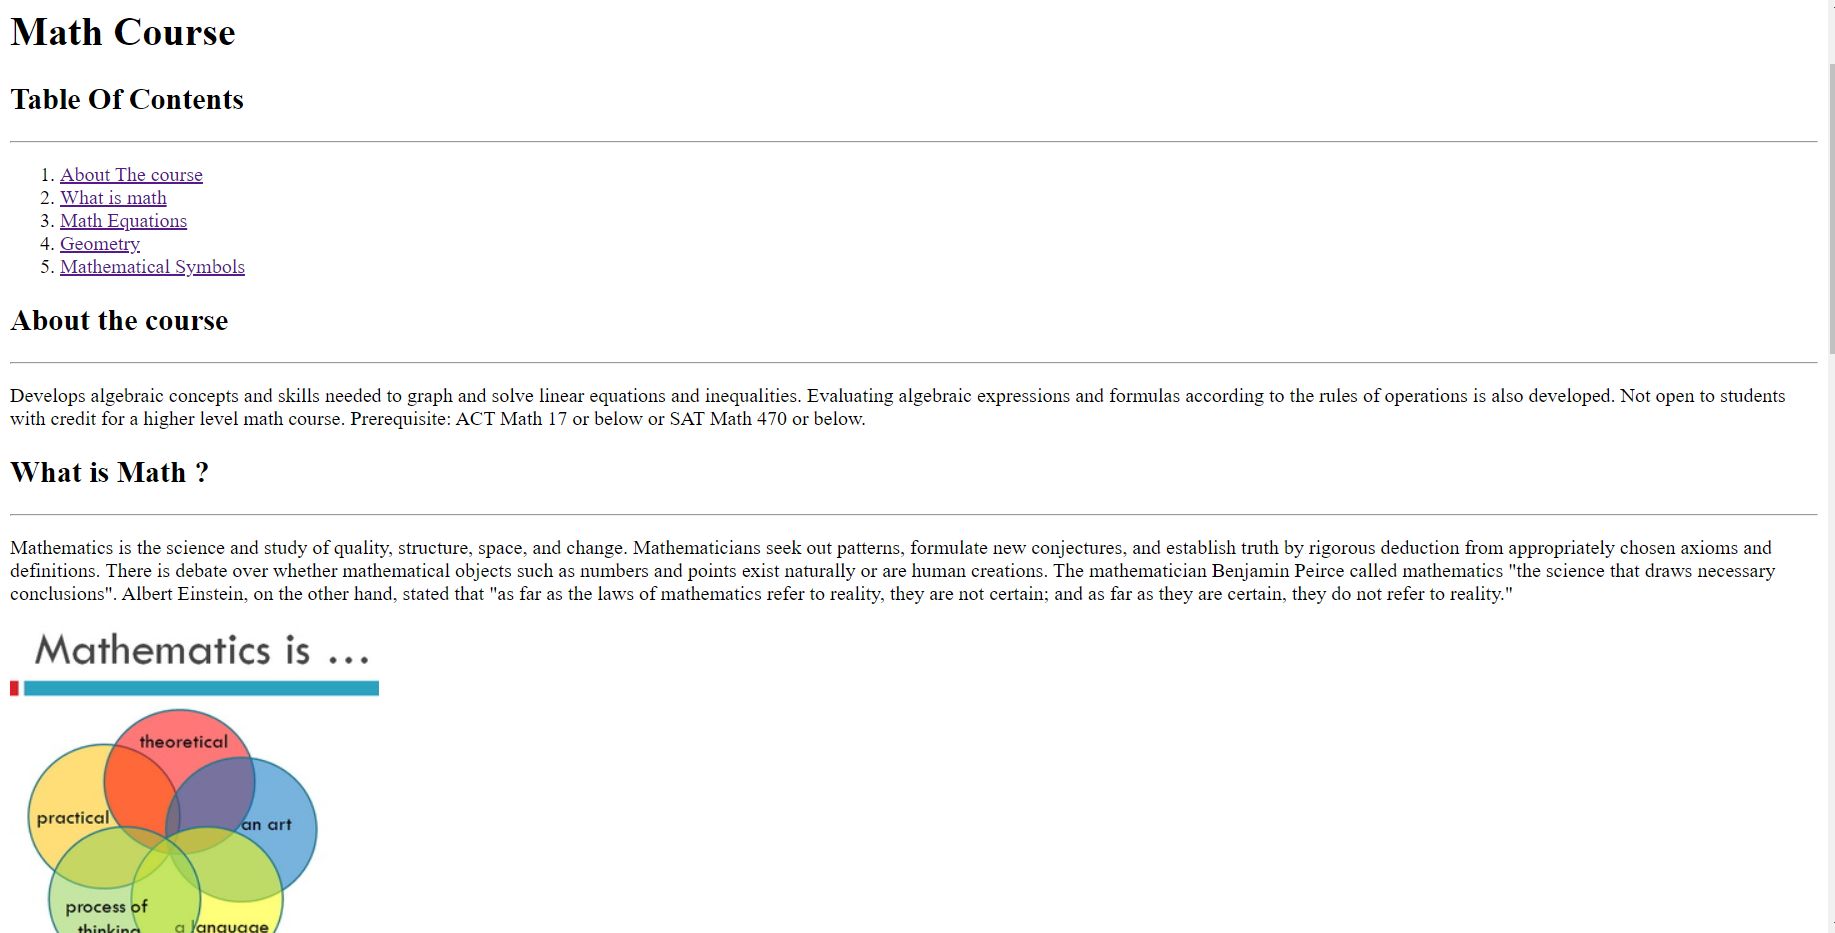 Math Course
Table Of Contents
1. About The course
2. What is math
3. Math Equations
4. Geometry
5. Mathematical Symbols
About the course
Develops algebraic concepts and skills needed to graph and solve linear equations and inequalities. Evaluating algebraic expressions and formulas according to the rules of operations is also developed. Not open to students
with credit for a higher level math course. Prerequisite: ACT Math 17 or below or SAT Math 470 or below.
What is Math ?
Mathematics is the science and study of quality, structure, space, and change. Mathematicians seek out patterns, formulate new conjectures, and establish truth by rigorous deduction from appropriately chosen axioms and
definitions. There is debate over whether mathematical objects such as numbers and points exist naturally or are human creations. The mathematician Benjamin Peirce called mathematics "the science that draws necessary
conclusions". Albert Einstein, on the other hand, stated that "as far as the laws of mathematics refer to reality, they are not certain; and as far as they are certain, they do not refer to reality."
Mathematics is ...
theoretical
practical
an art
process of
thinking
a language